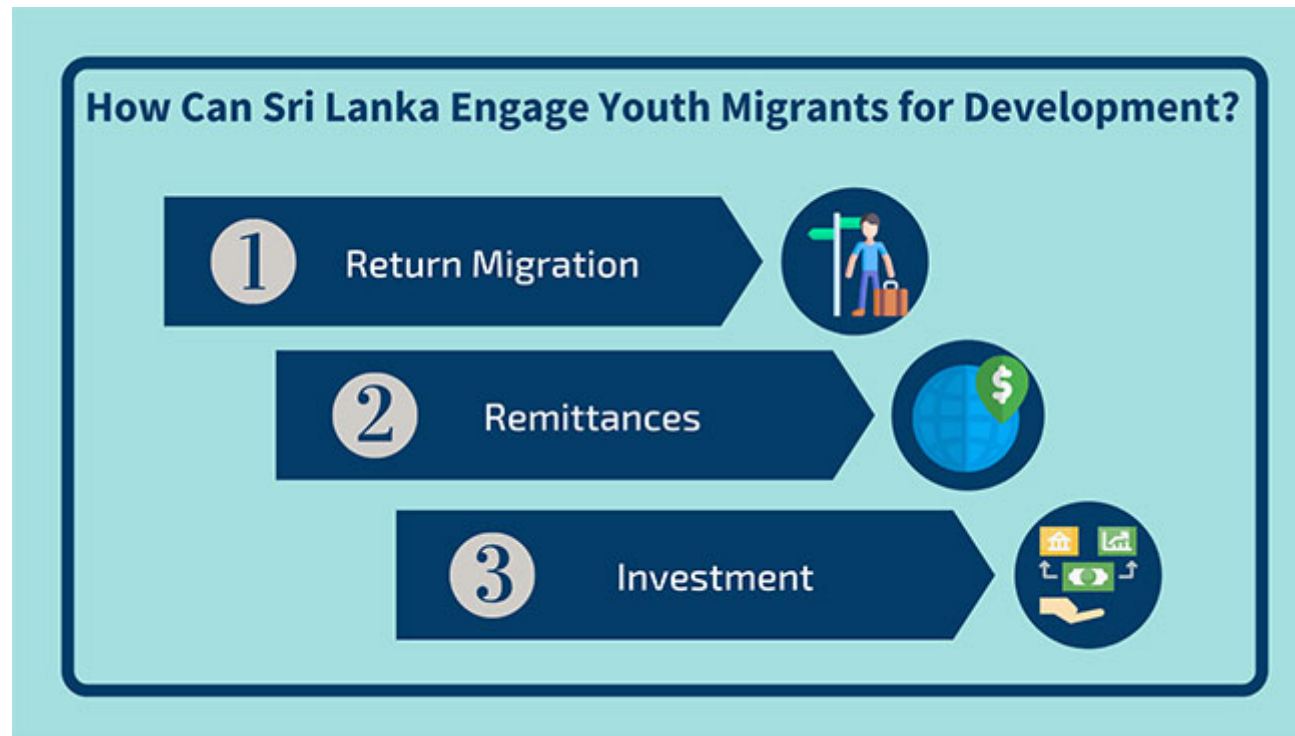 How Can Sri Lanka Engage Youth Migrants for Development?
1 Return Migration
2 Remittances
$
3 Investment